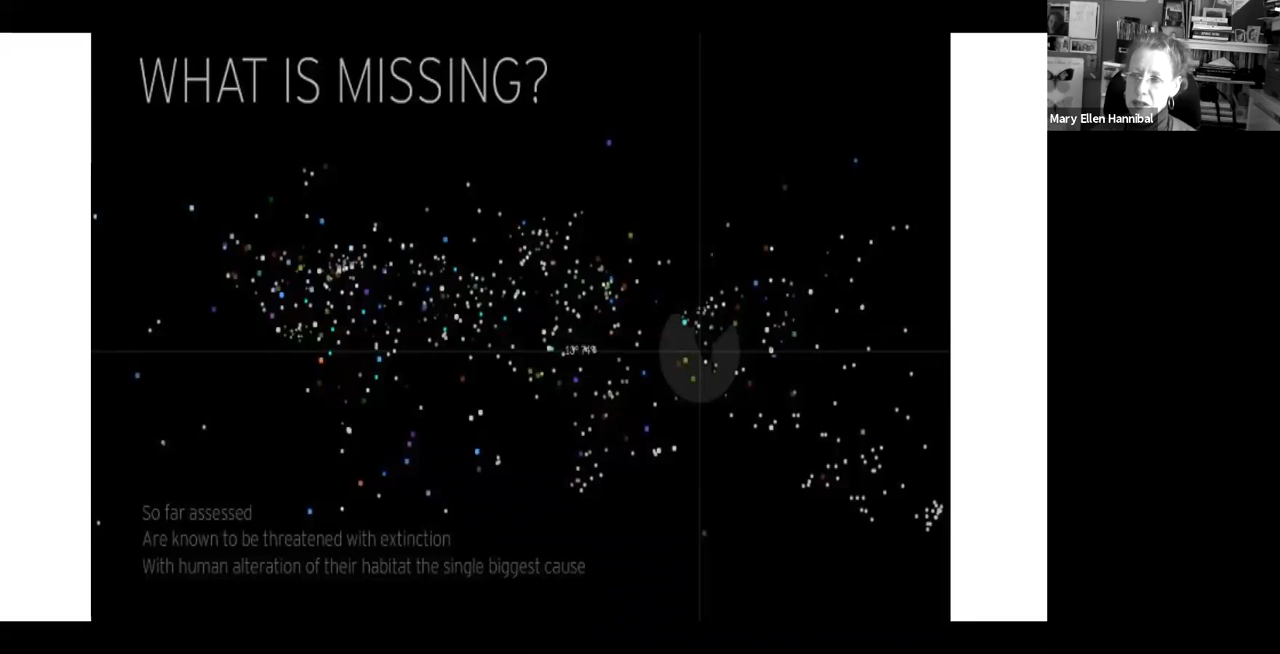 WHAT IS MISSING?
Mary Ellen Hannibal
So far assessed
Are known to be threatened with extinction
With human alteration of their habitat the single biggest cause